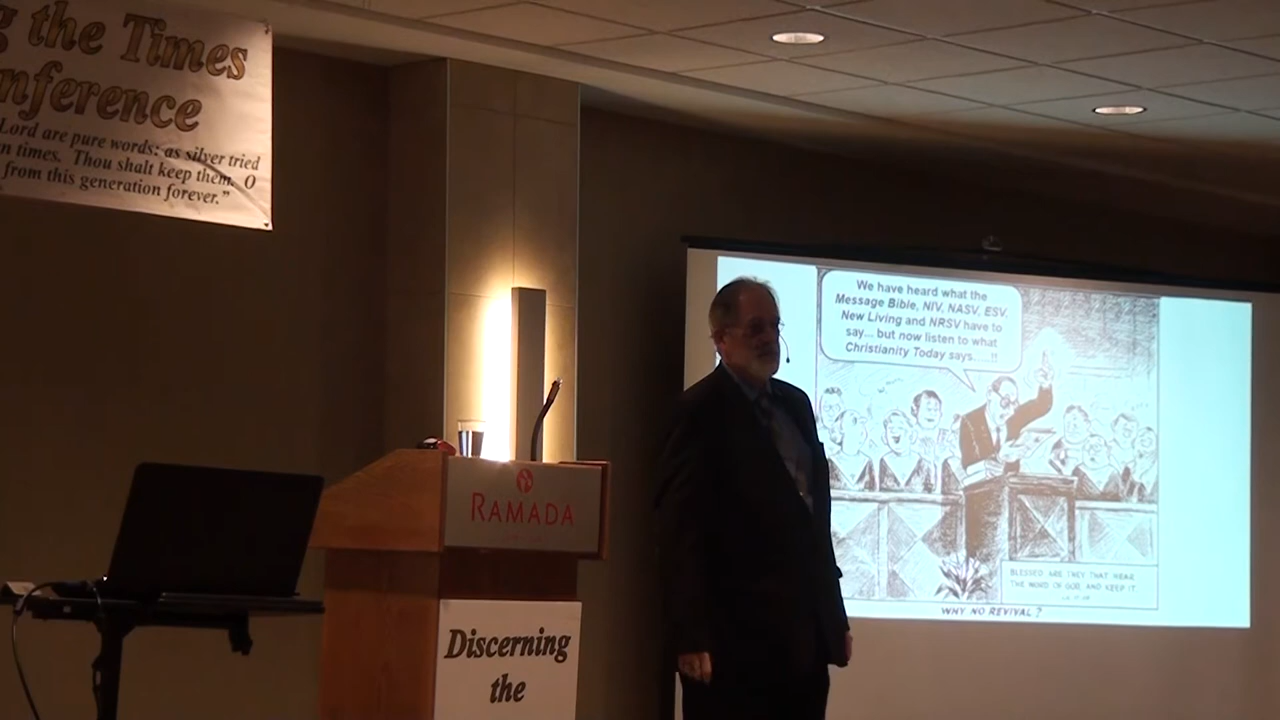 g the Times
nference
Lord are pure words: as silver tried
n times. Thou shalt keep them, O
from this generation forever."
We have heard what the
Message Bible, NIV, NASV, ESV.
New Living and NRSV have to
say... but now listen to what
Christianity Today says.....!!
BLESSED ARE THEY THAT HEAR
THE WORD OF GOD, AND KEEP IT
WHY NO REVIVAL?
RAMADA
Discerning
the